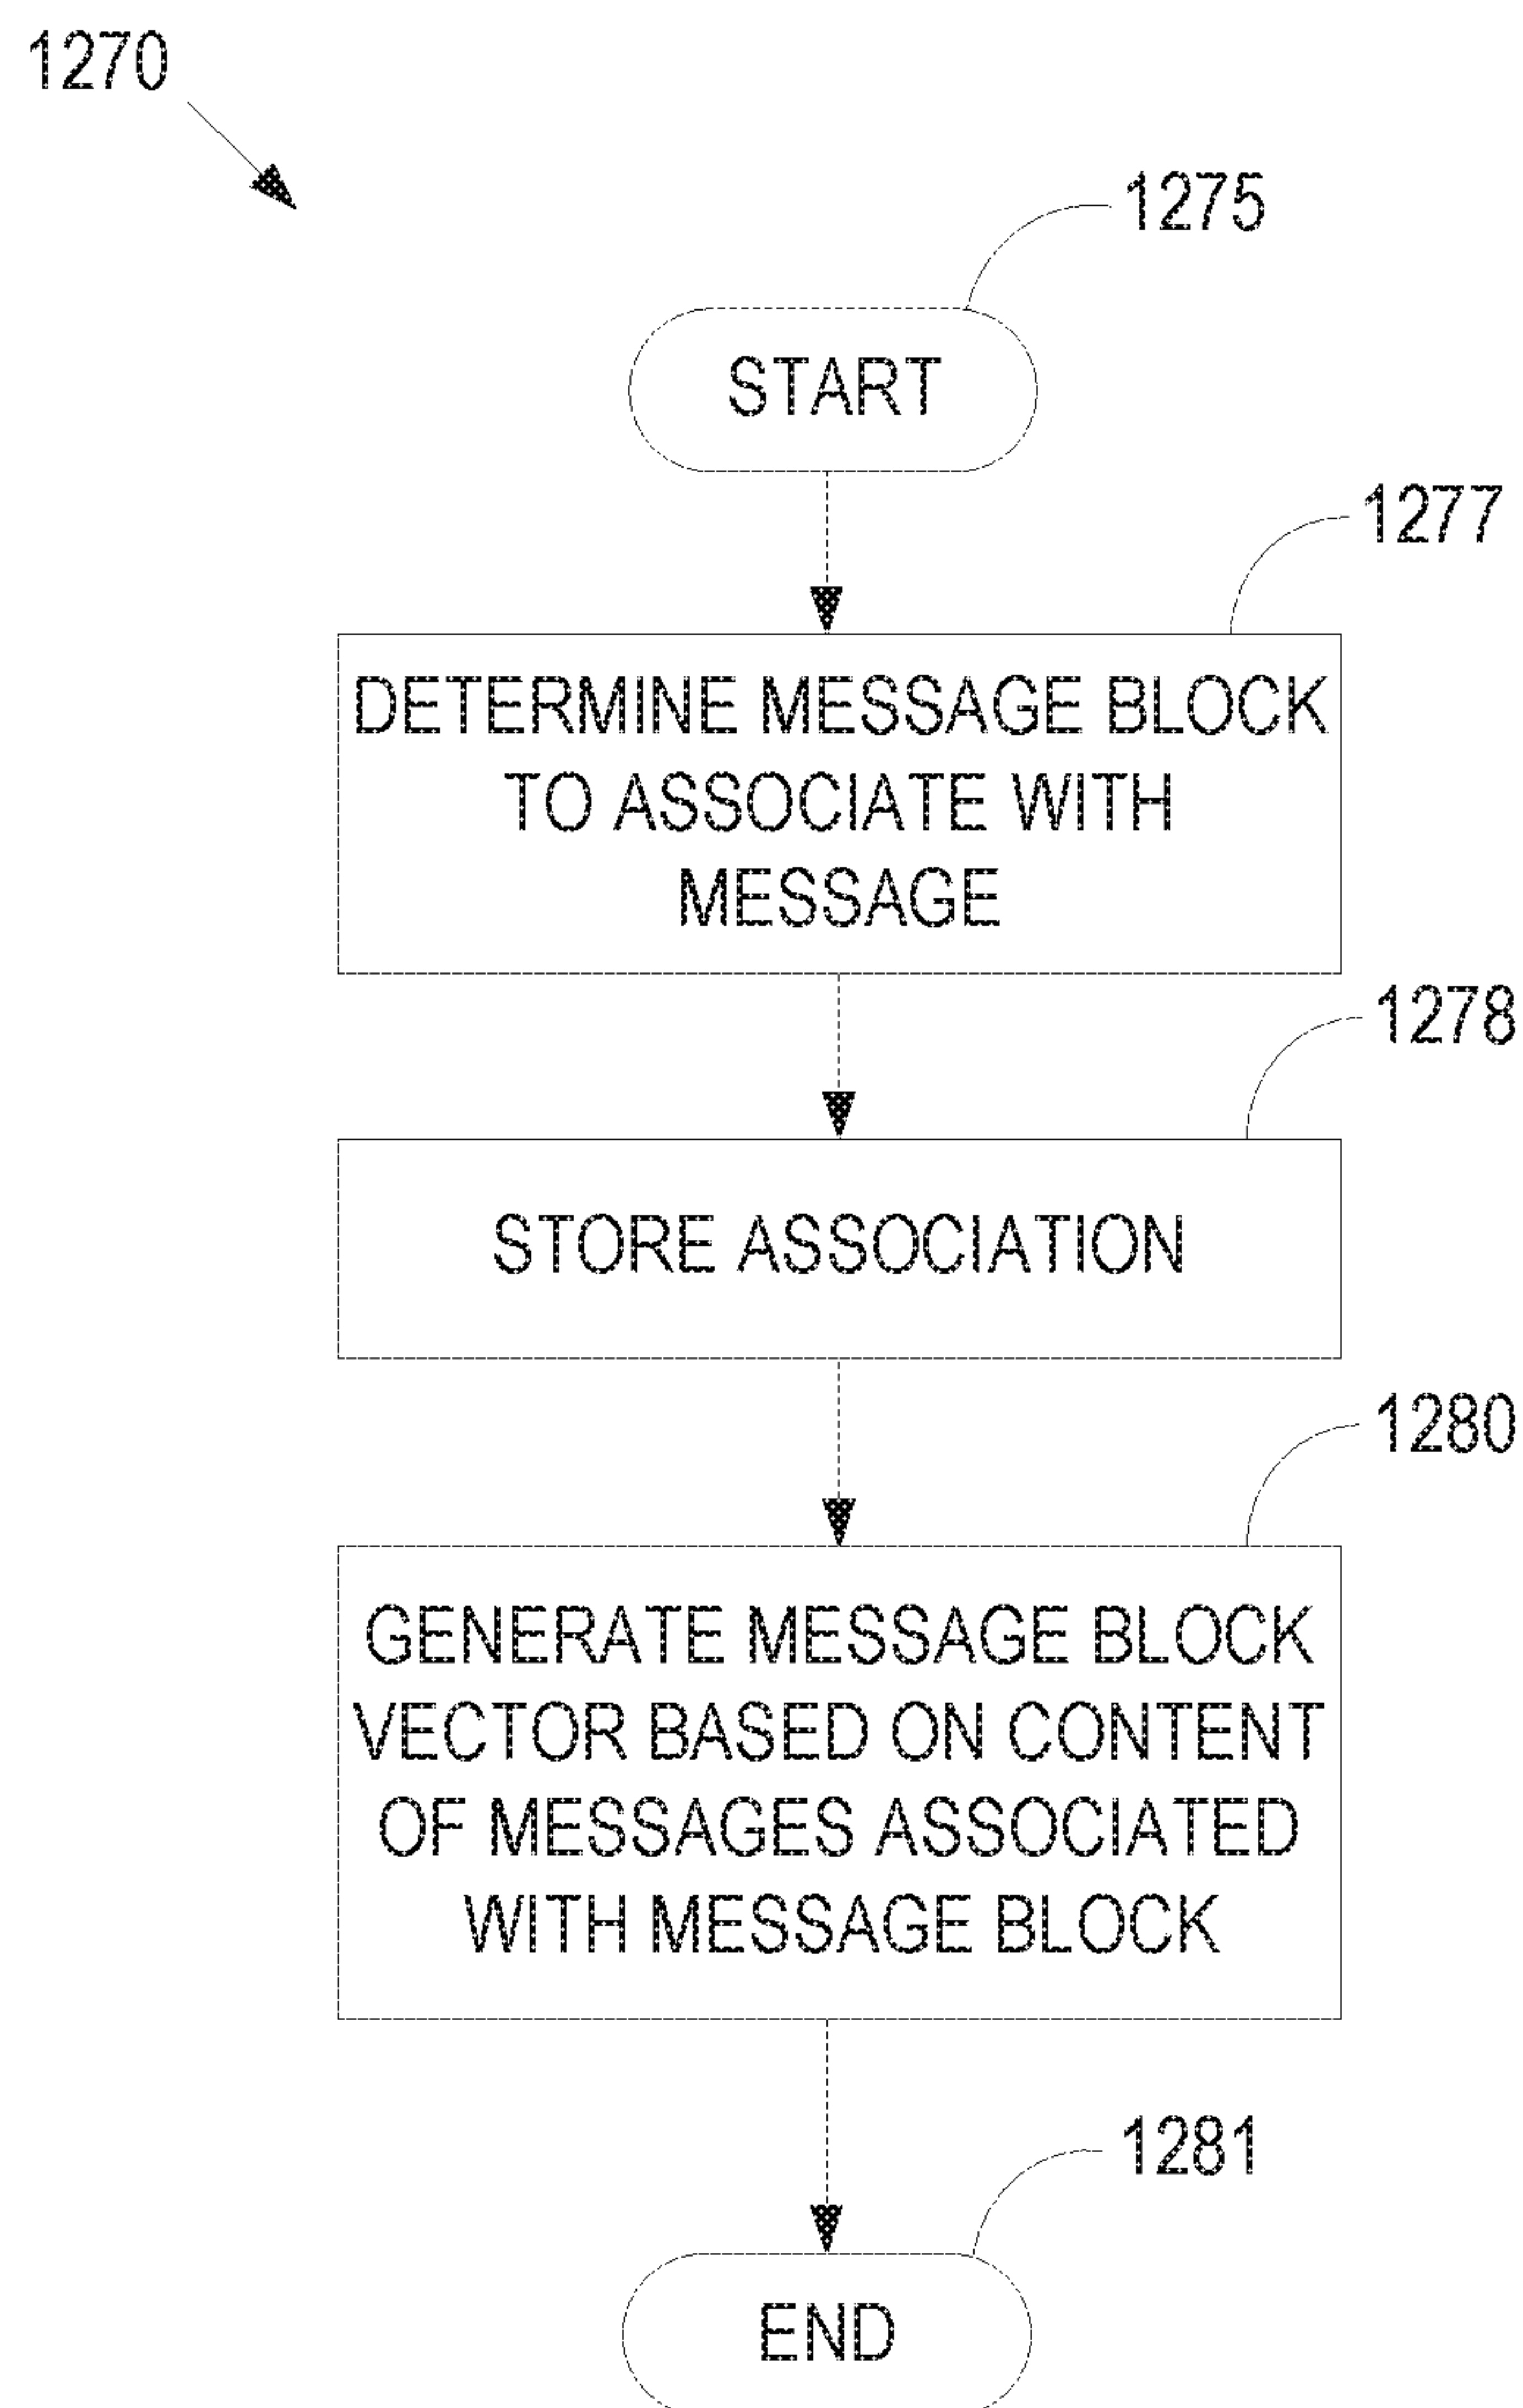 1270
1275
START
1277
DETERMINE MESSAGE BLOCK
TO ASSOCIATE WITH
MESSAGE
1278
STORE ASSOCIATION
1280
GENERATE MESSAGE BLOCK
VECTOR BASED ON CONTENT
OF MESSAGES ASSOCIATED
WITH MESSAGE BLOCK
1281
END